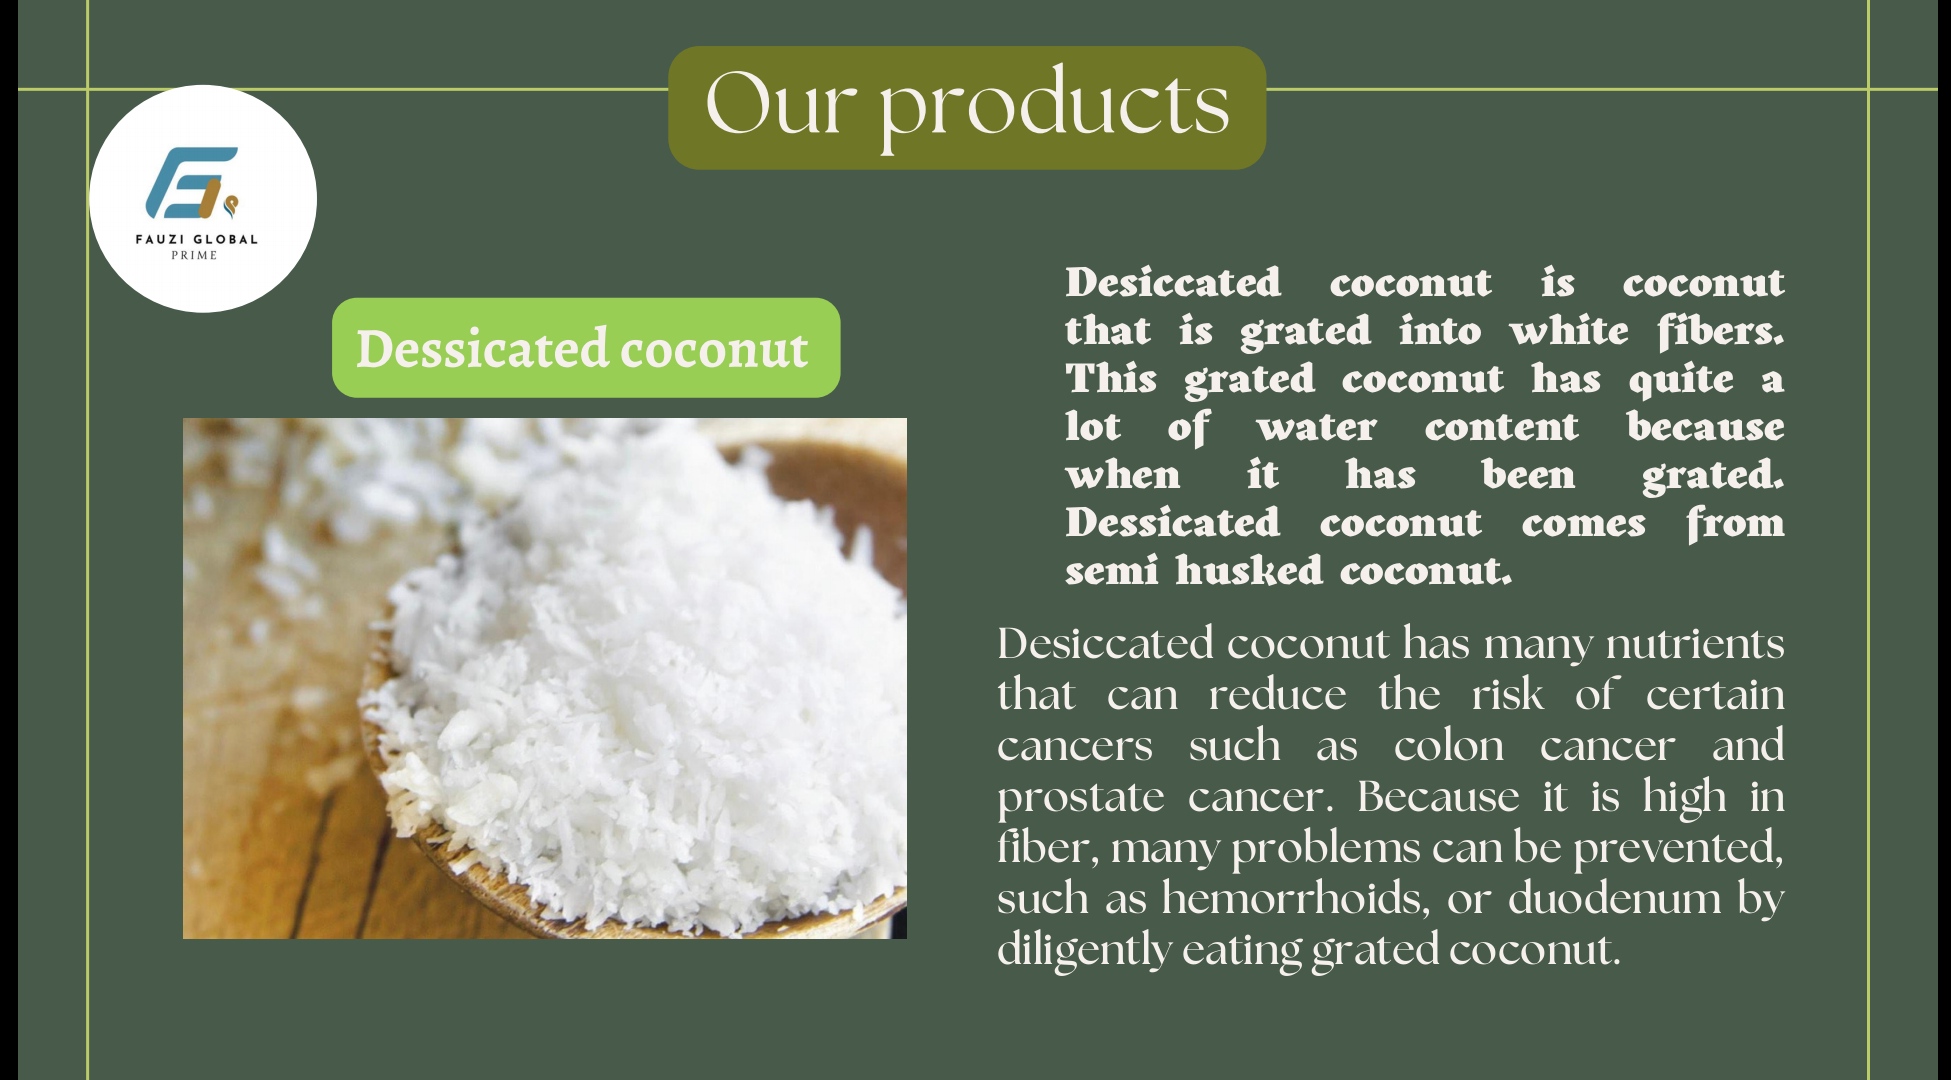 Our products
FAUZI GLOBAL
PRIME
Dessicated coconut
Desiccated coconut is coconut
that is grated into white fibers.
This grated coconut has quite a
lot of water content because
when it has been grated.
Dessicated coconut comes from
semi husked coconut.
Desiccated coconut has many nutrients
that can reduce the risk of certain
cancers such as colon cancer and
prostate cancer. Because it is high in
fiber, many problems can be prevented,
such as hemorrhoids, or duodenum by
diligently eating grated coconut.